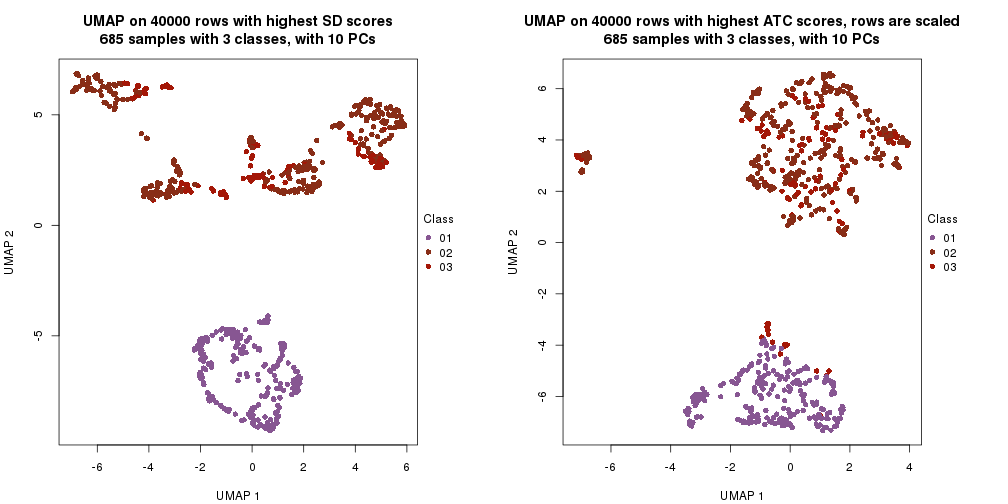 UMAP on 40000 rows with highest SD scores
685 samples with 3 classes, with 10 PCs
5
0
-5
UMAP 2
-6 -4 -2 0 2 4 6
UMAP 1
Class
01
02
03
UMAP on 40000 rows with highest ATC scores, rows are scaled
685 samples with 3 classes, with 10 PCs
6
4
2
0
-2
-4
-6
UMAP 2
-6 -4 -2 0 2 4
UMAP 1
Class
01
02
03